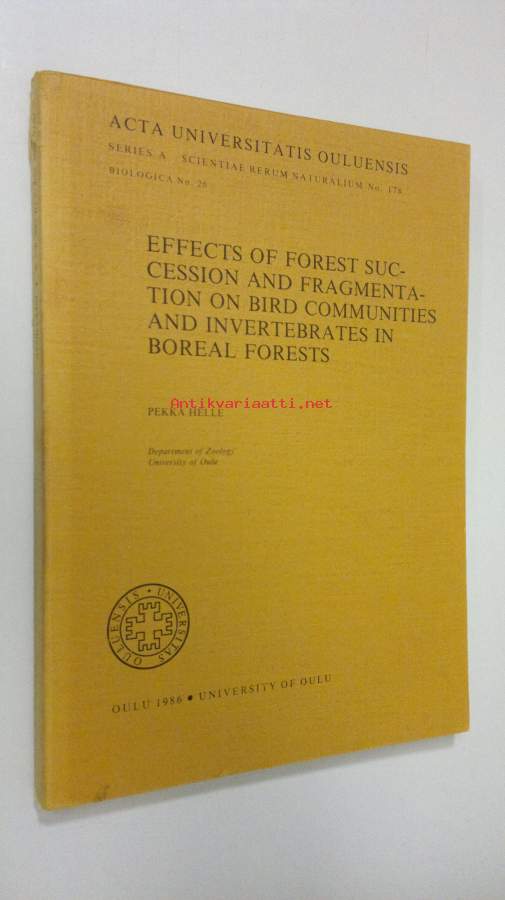 ACTA UNIVERSITATIS OULUENSIS
SERIES A SCIENTIAE RERUM NATURALIUM No. 178
BIOLOGICA No. 26
EFFECTS OF FOREST SUC-
CESSION AND FRAGMENTA-
TION ON BIRD COMMUNITIES
AND INVERTEBRATES IN
BOREAL FORESTS
Antikvariaatti.net
PEKKA HELLE
Department of Zoology
University of Oulu
UNIVERSITAS • OULUENSIS •
OULU 1986 • UNIVERSITY OF OULU